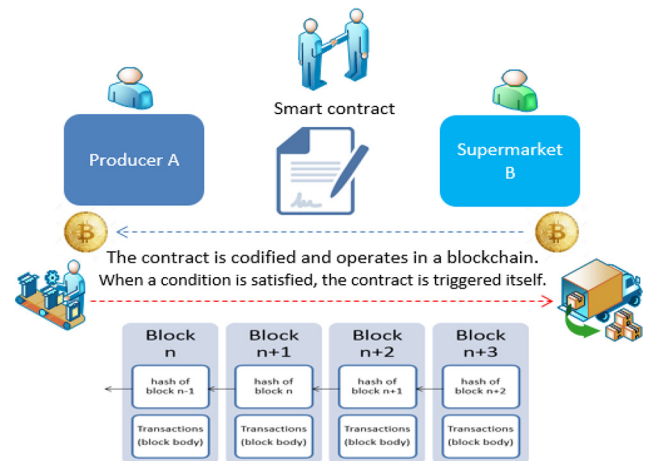 Smart contract
Producer A
Supermarket
B
The contract is codified and operates in a blockchain.
When a condition is satisfied, the contract is triggered itself.
Block
n
hash of
block n-1
Transactions
(block body)
Block
n+1
hash of
block n
Transactions
(block body)
Block
n+2
hash of
block n+1
Transactions
(block body)
Block
n+3
hash of
block n+2
Transactions
(block body)